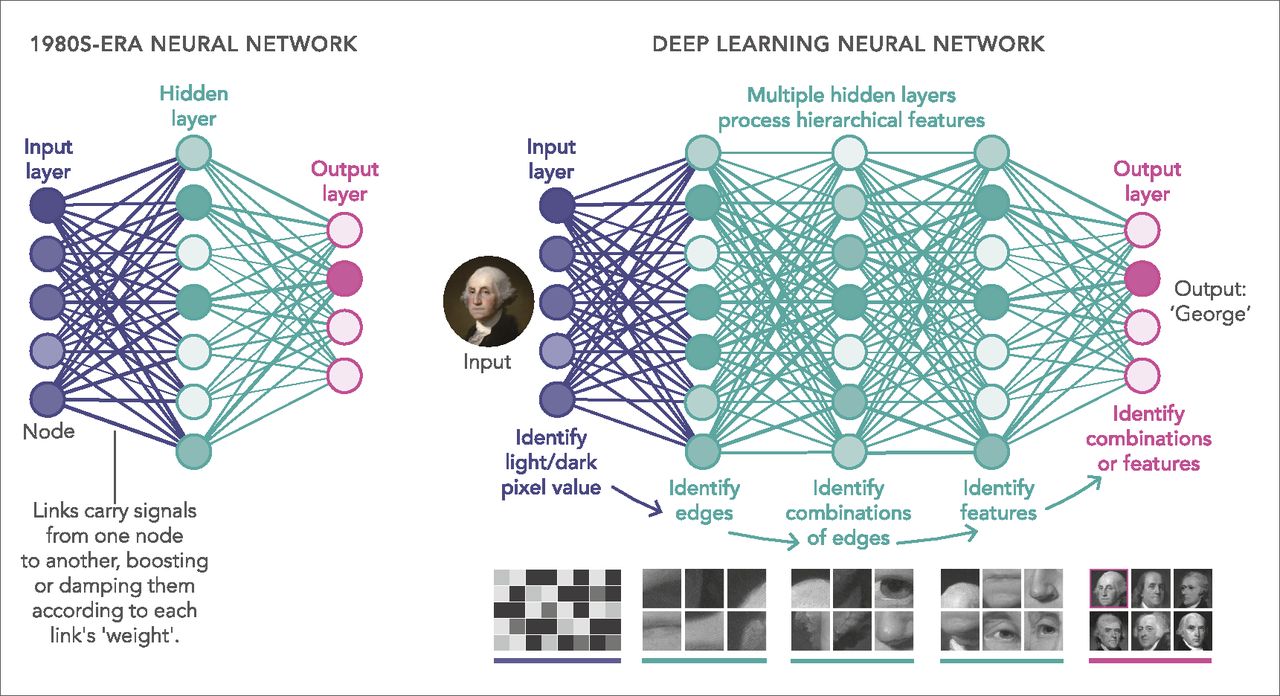 1980S-ERA NEURAL NETWORK
Hidden
layer
Input
layer
Output
layer
Node
Links carry signals
from one node
to another, boosting
or damping them
according to each
link's 'weight'.
DEEP LEARNING NEURAL NETWORK
Multiple hidden layers
process hierarchical features
Input
layer
Output
layer
Input
Output:
‘George’
Identify
light/dark
pixel value
Identify
edges
Identify
combinations
of edges
Identify
features
Identify
combinations
or features